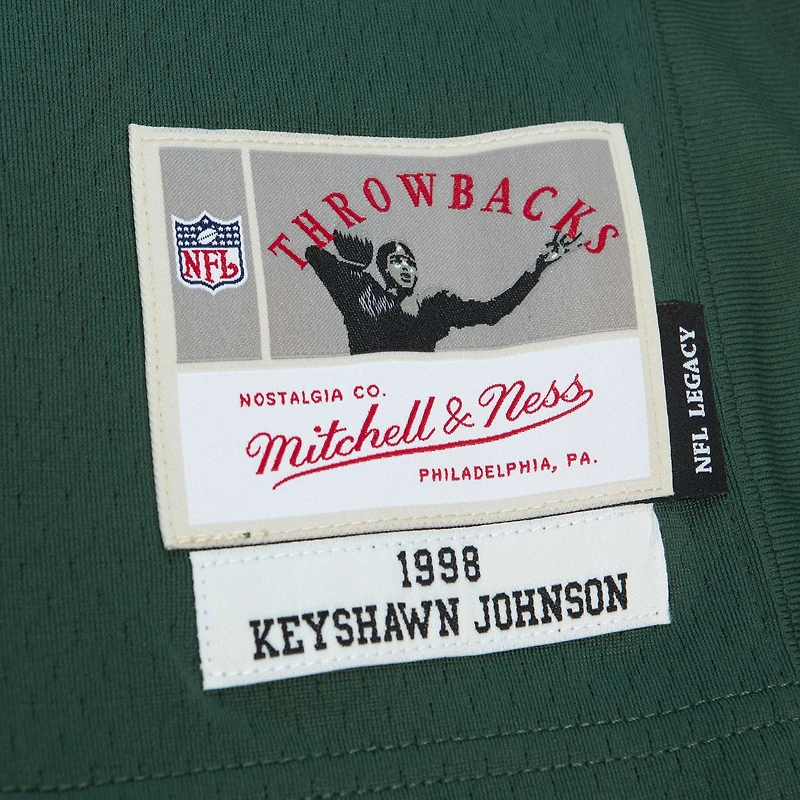 THROWBACKS
NFL
NOSTALGIA CO.
Mitchell & Ness
PHILADELPHIA, PA.
NFL LEGACY
1998
KEYSHAWN JOHNSON